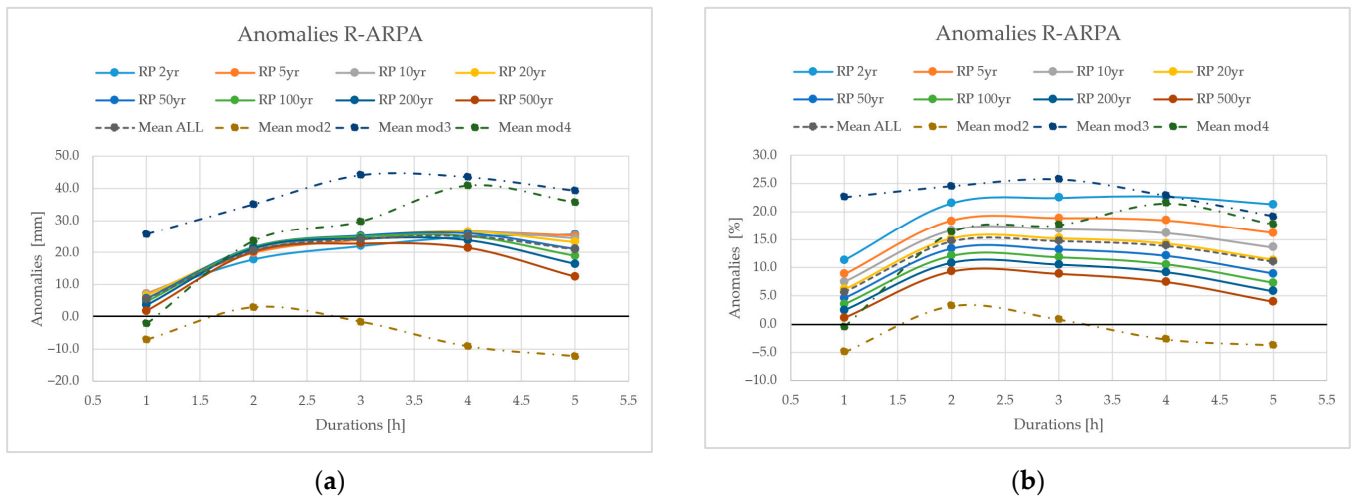 Anomalies R-ARPA
RP 2yr RP 5yr RP 10yr RP 20yr
RP 50yr RP 100yr RP 200yr RP 500yr
Mean ALL Mean mod2 Mean mod3 Mean mod4
50.0
40.0
30.0
20.0
10.0
0.0
−10.0
−20.0
Anomalies [mm]
0.5 1 1.5 2 2.5 3 3.5 4 4.5 5 5.5
Durations [h]
(a)
Anomalies R-ARPA
RP 2yr RP 5yr RP 10yr RP 20yr
RP 50yr RP 100yr RP 200yr RP 500yr
Mean ALL Mean mod2 Mean mod3 Mean mod4
30.0
25.0
20.0
15.0
10.0
5.0
0.0
−5.0
−10.0
Anomalies [%]
0.5 1 1.5 2 2.5 3 3.5 4 4.5 5 5.5
Durations [h]
(b)